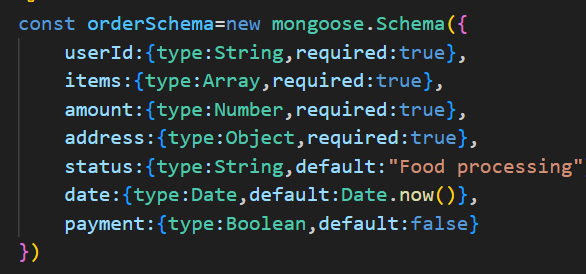 const orderSchema=new mongoose.Schema({
userId:{type:String,required:true},
items:{type:Array,required:true},
amount:{type:Number,required:true},
address:{type:Object,required:true},
status:{type:String,default:"Food processing"
date:{type:Date,default:Date.now()},
payment:{type:Boolean,default:false}
})